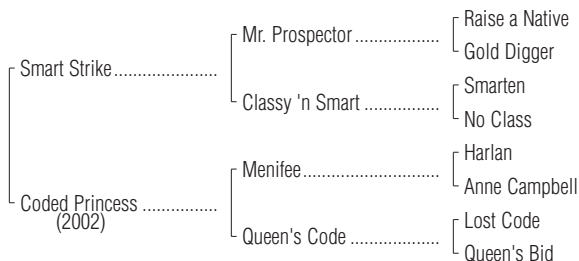 Raise a Native
Mr. Prospector ..................
Gold Digger
Smart Strike......................
Smarten
Classy 'n Smart ................
No Class
Harlan
Menifee.............................
Anne Campbell
Coded Princess ................
(2002)
Lost Code
Queen's Code ...................
Queen's Bid